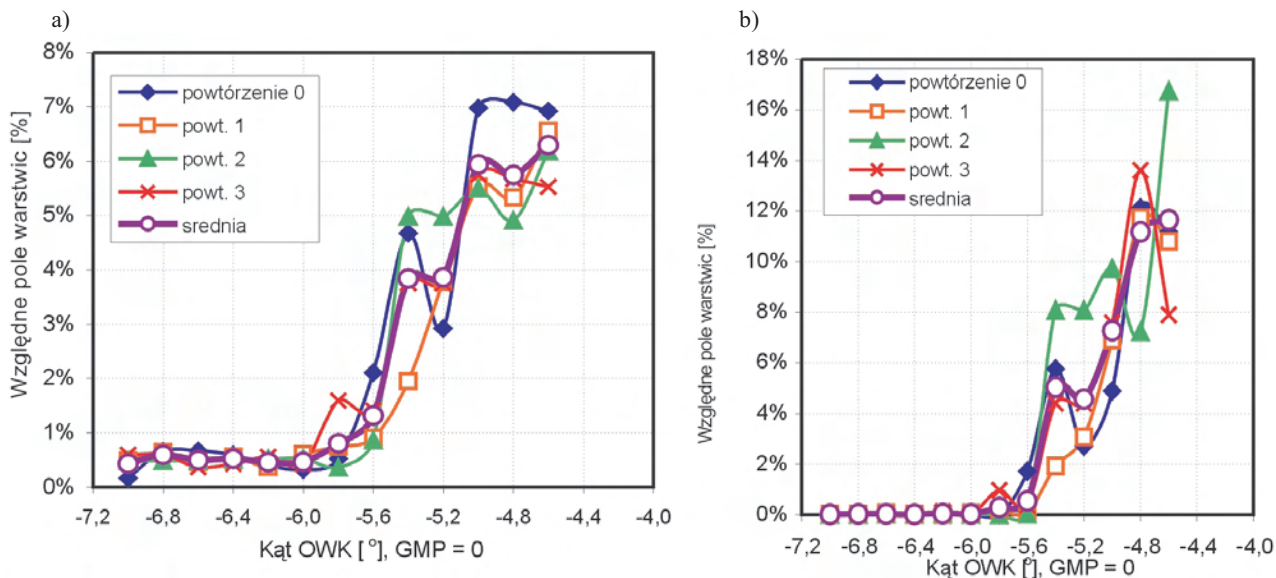 a)
8%
7%
6%
5%
4%
3%
2%
1%
0%
Względne pole warstwic [%]
powtórzenie 0
powt. 1
powt. 2
powt. 3
srednia
-7,2 -6,8 -6,4 -6,0 -5,6 -5,2 -4,8 -4,4 -4,0
Kąt OWK [°], GMP = 0
b)
18%
16%
14%
12%
10%
8%
6%
4%
2%
0%
Względne pole warstwic [%]
powtórzenie 0
powt. 1
powt. 2
powt. 3
srednia
-7,2 -6,8 -6,4 -6,0 -5,6 -5,2 -4,8 -4,4 -4,0
Kąt OWK [°], GMP = 0